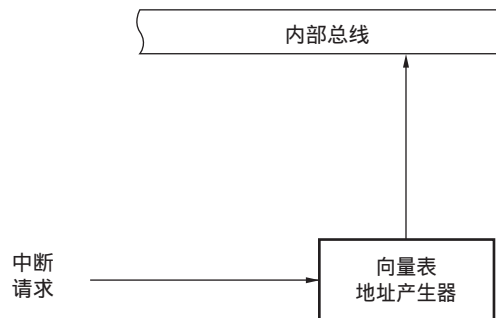 内部总线
中断
请求
向量表
地址产生器